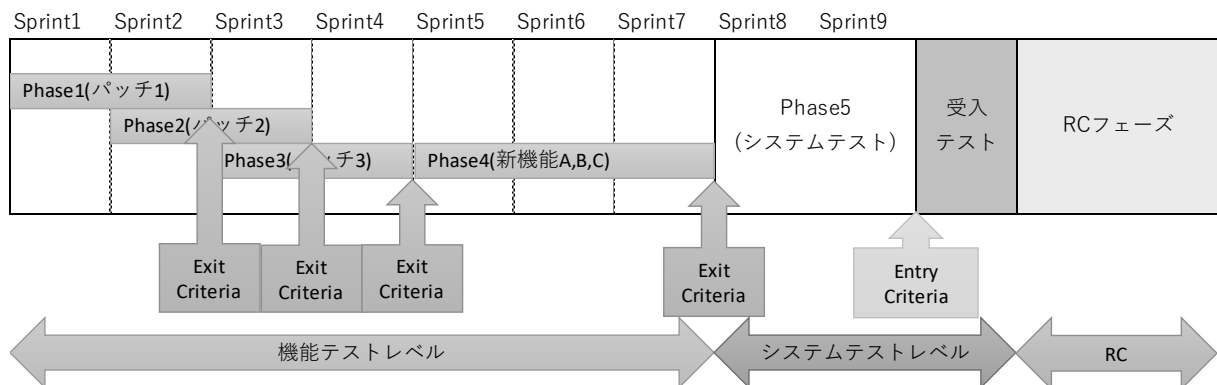 Sprint1 Sprint2 Sprint3 Sprint4 Sprint5 Sprint6 Sprint7 Sprint8 Sprint9
Phase1(パッチ1)
Phase2(パッチ2)
Phase3( ッチ3)
Phase4(新機能A,B,C)
Phase5
(システムテスト)
受入
テスト
RCフェーズ
Exit
Criteria
Exit
Criteria
Exit
Criteria
Exit
Criteria
Entry
Criteria
機能テストレベル
システムテストレベル
RC